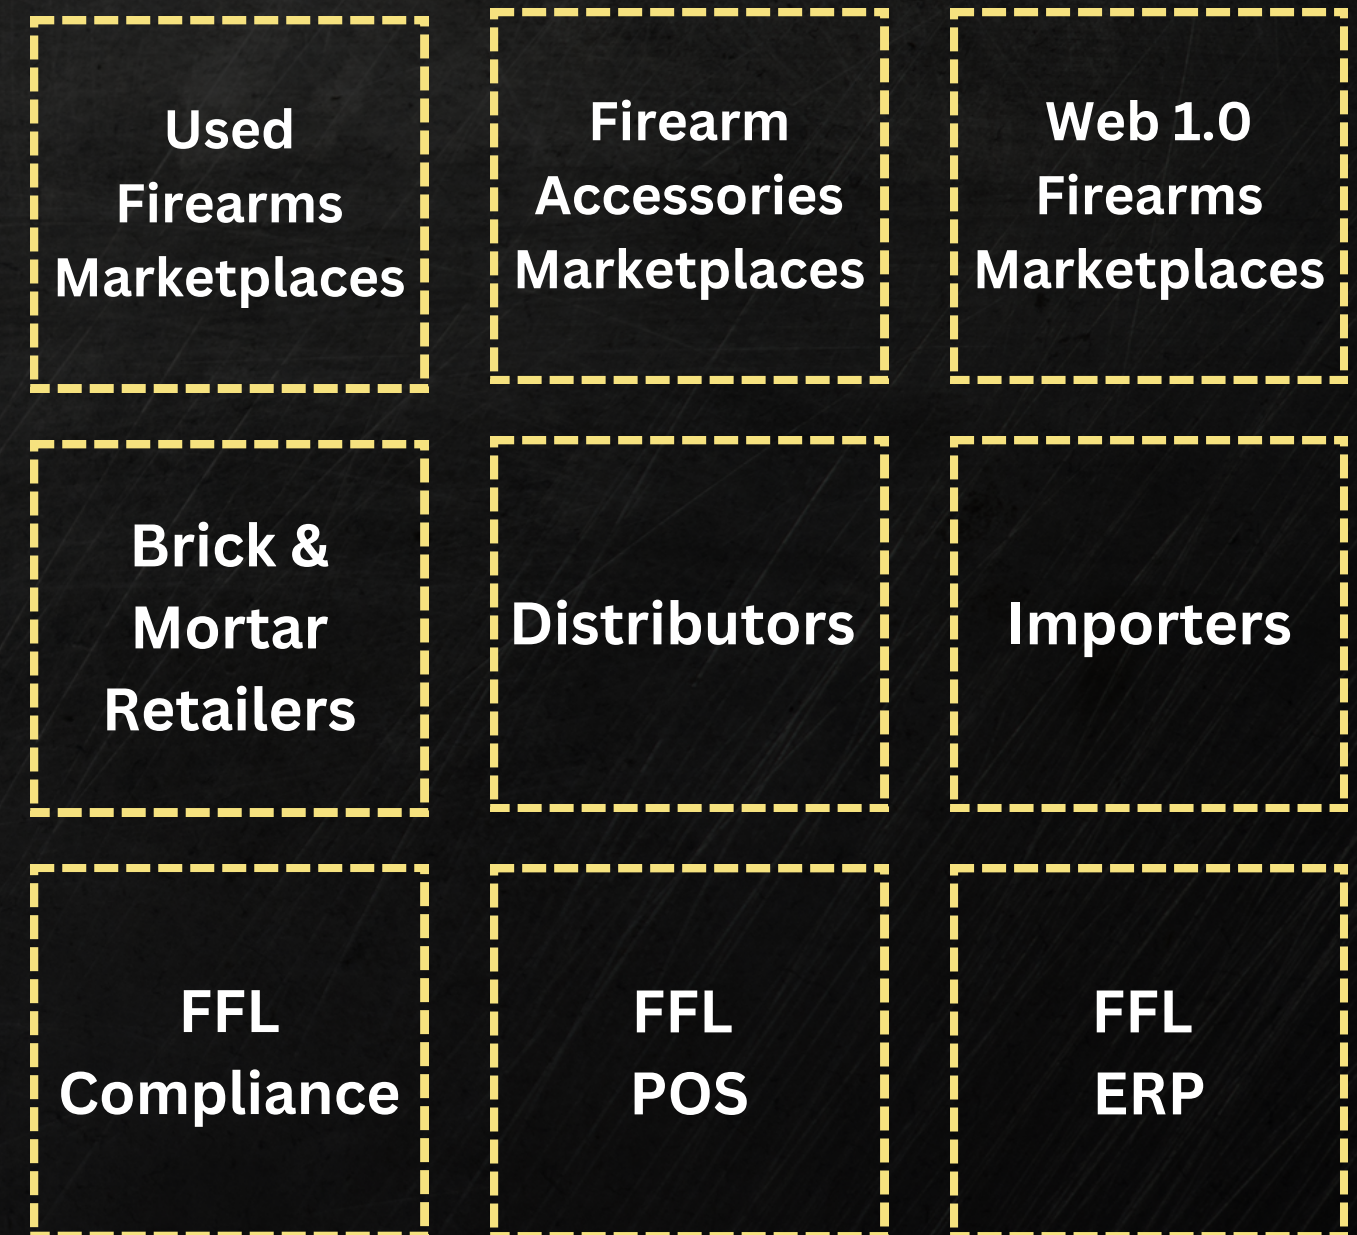 Used
Firearms
Marketplaces
Firearm
Accessories
Marketplaces
Web 1.0
Firearms
Marketplaces
Brick &
Mortar
Retailers
Distributors
Importers
FFL
Compliance
FFL
POS
FFL
ERP